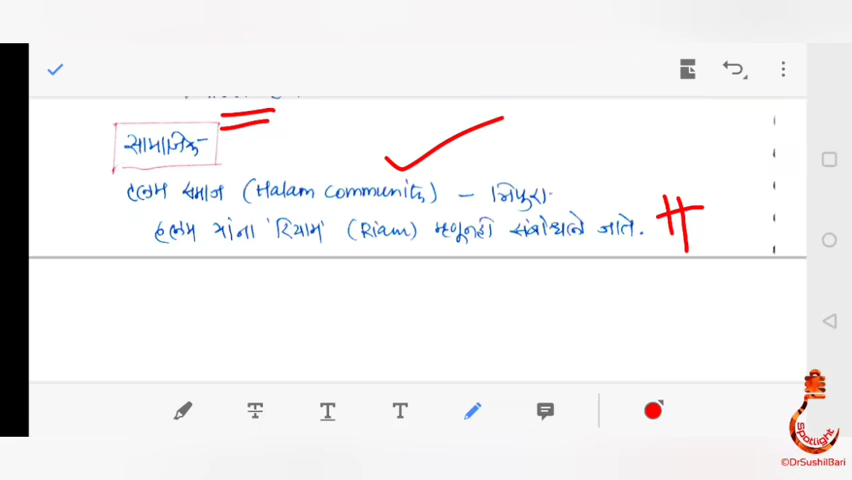 सामाजिक
हलम समाज (Halam Community) – त्रिपुरा.
हलम यांना 'रियाम' (Riam) म्हणूनही संबोधले जाते.
Spotlight
©DrSushilBari